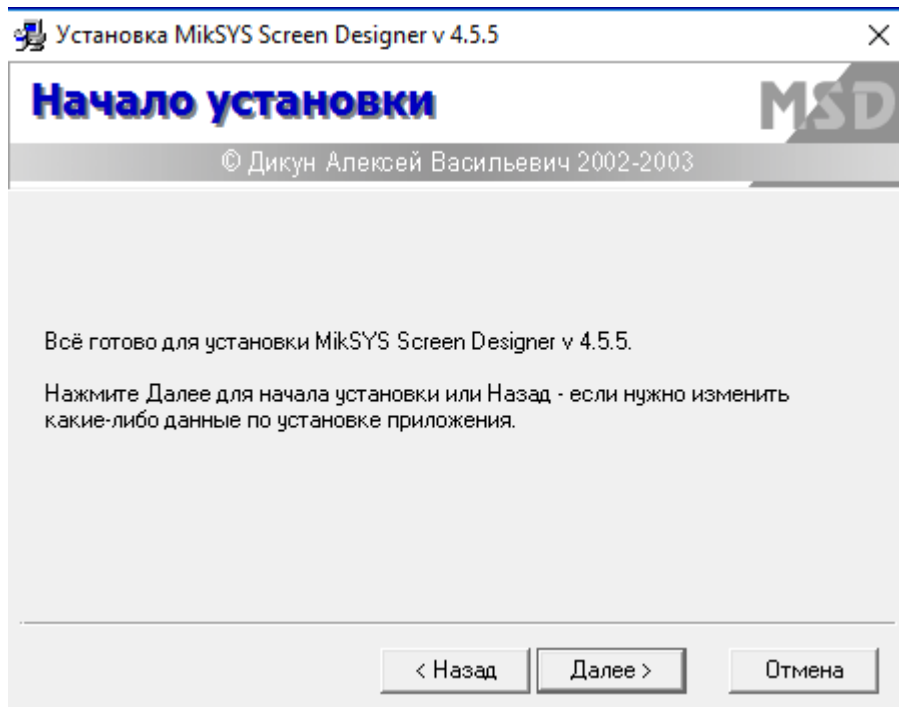 Установка MikSYS Screen Designer v 4.5.5
Начало установки
MSD
© Дикун Алексей Васильевич 2002-2003
Всё готово для установки MikSYS Screen Designer v 4.5.5.
Нажмите Далее для начала установки или Назад - если нужно изменить
какие-либо данные по установке приложения.
< Назад
Далее >
Отмена